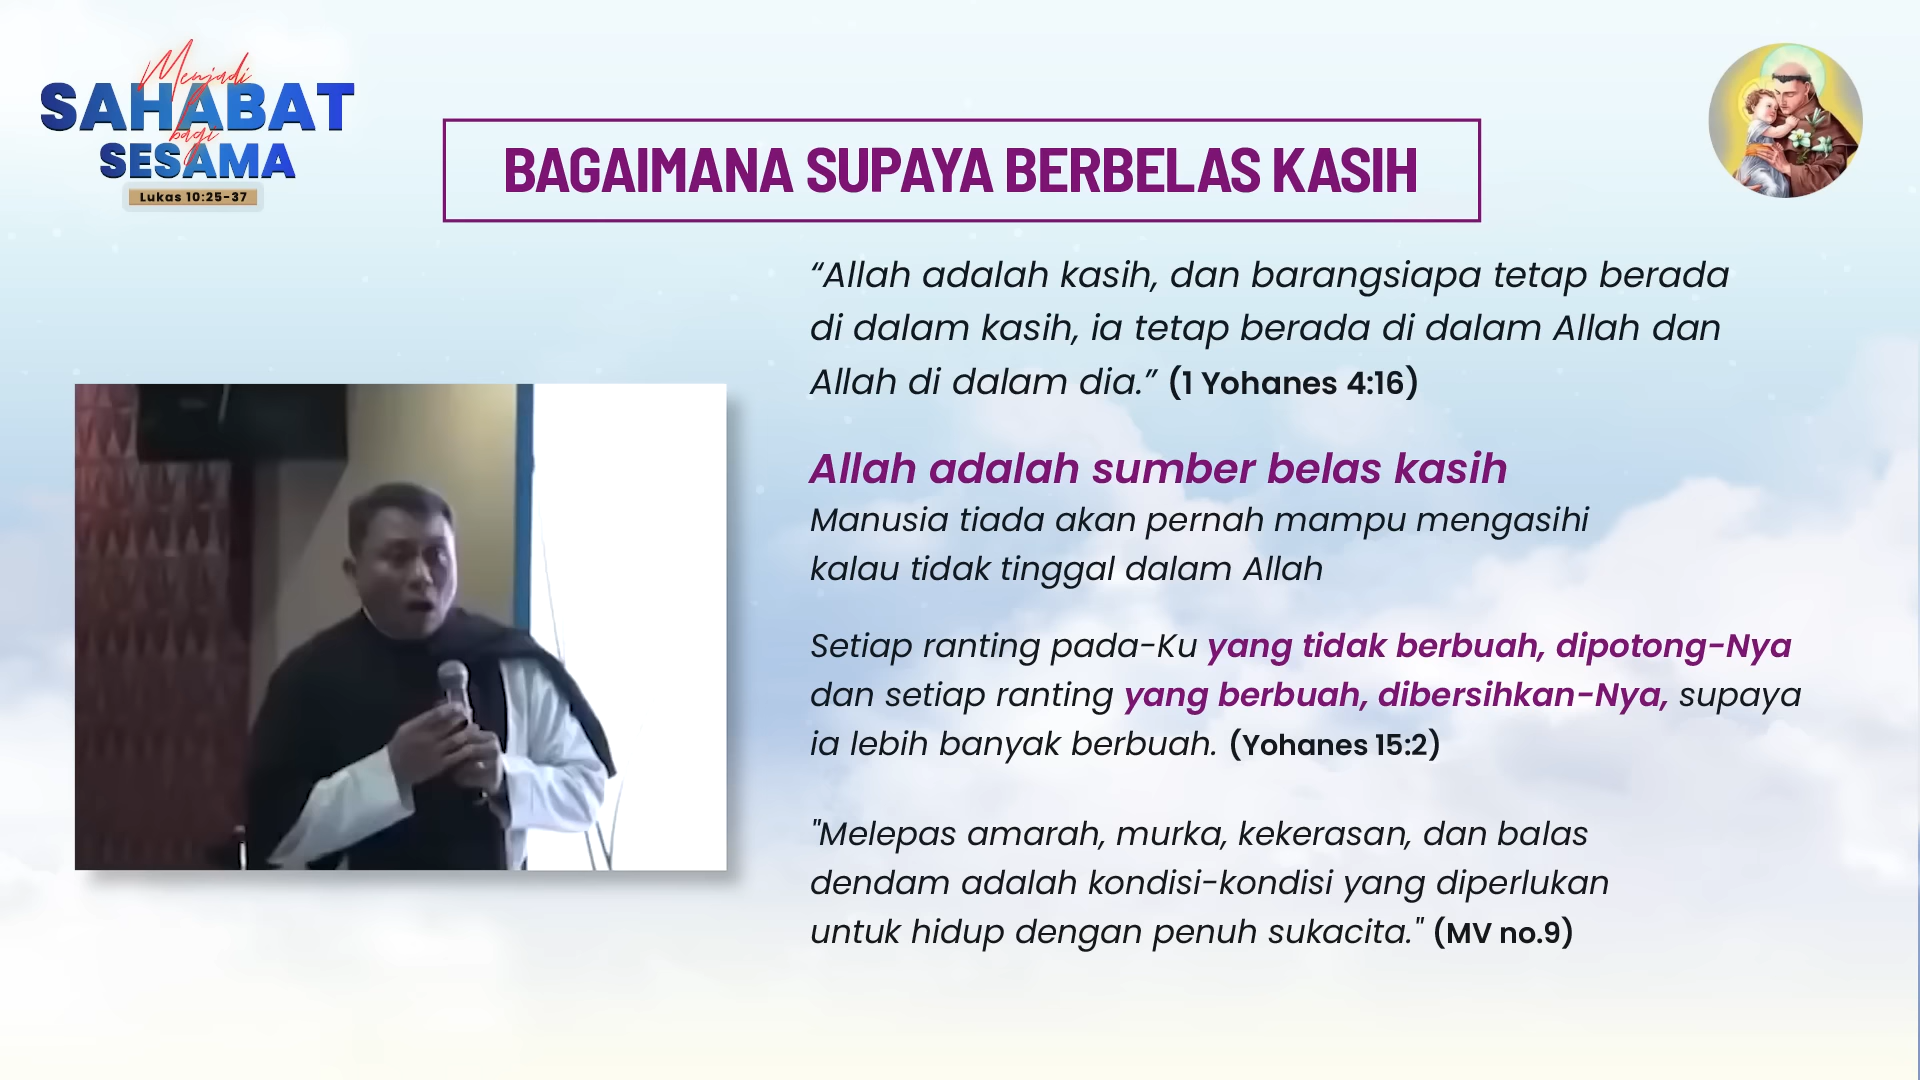 Menjadi
SAHABAT
bagi
SESAMA
Lukas 10:25-37
BAGAIMANA SUPAYA BERBELAS KASIH
“Allah adalah kasih, dan barangsiapa tetap berada
di dalam kasih, ia tetap berada di dalam Allah dan
Allah di dalam dia.” (1 Yohanes 4:16)
Allah adalah sumber belas kasih
Manusia tiada akan pernah mampu mengasihi
kalau tidak tinggal dalam Allah
Setiap ranting pada-Ku yang tidak berbuah, dipotong-Nya
dan setiap ranting yang berbuah, dibersihkan-Nya, supaya
ia lebih banyak berbuah. (Yohanes 15:2)
"Melepas amarah, murka, kekerasan, dan balas
dendam adalah kondisi-kondisi yang diperlukan
untuk hidup dengan penuh sukacita." (MV no.9)